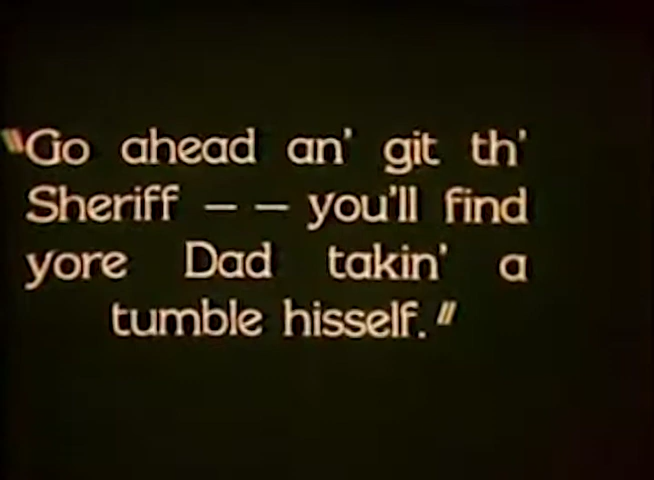 "Go ahead an' git th'
Sheriff — — you'll find
yore Dad takin' a
tumble hisself."